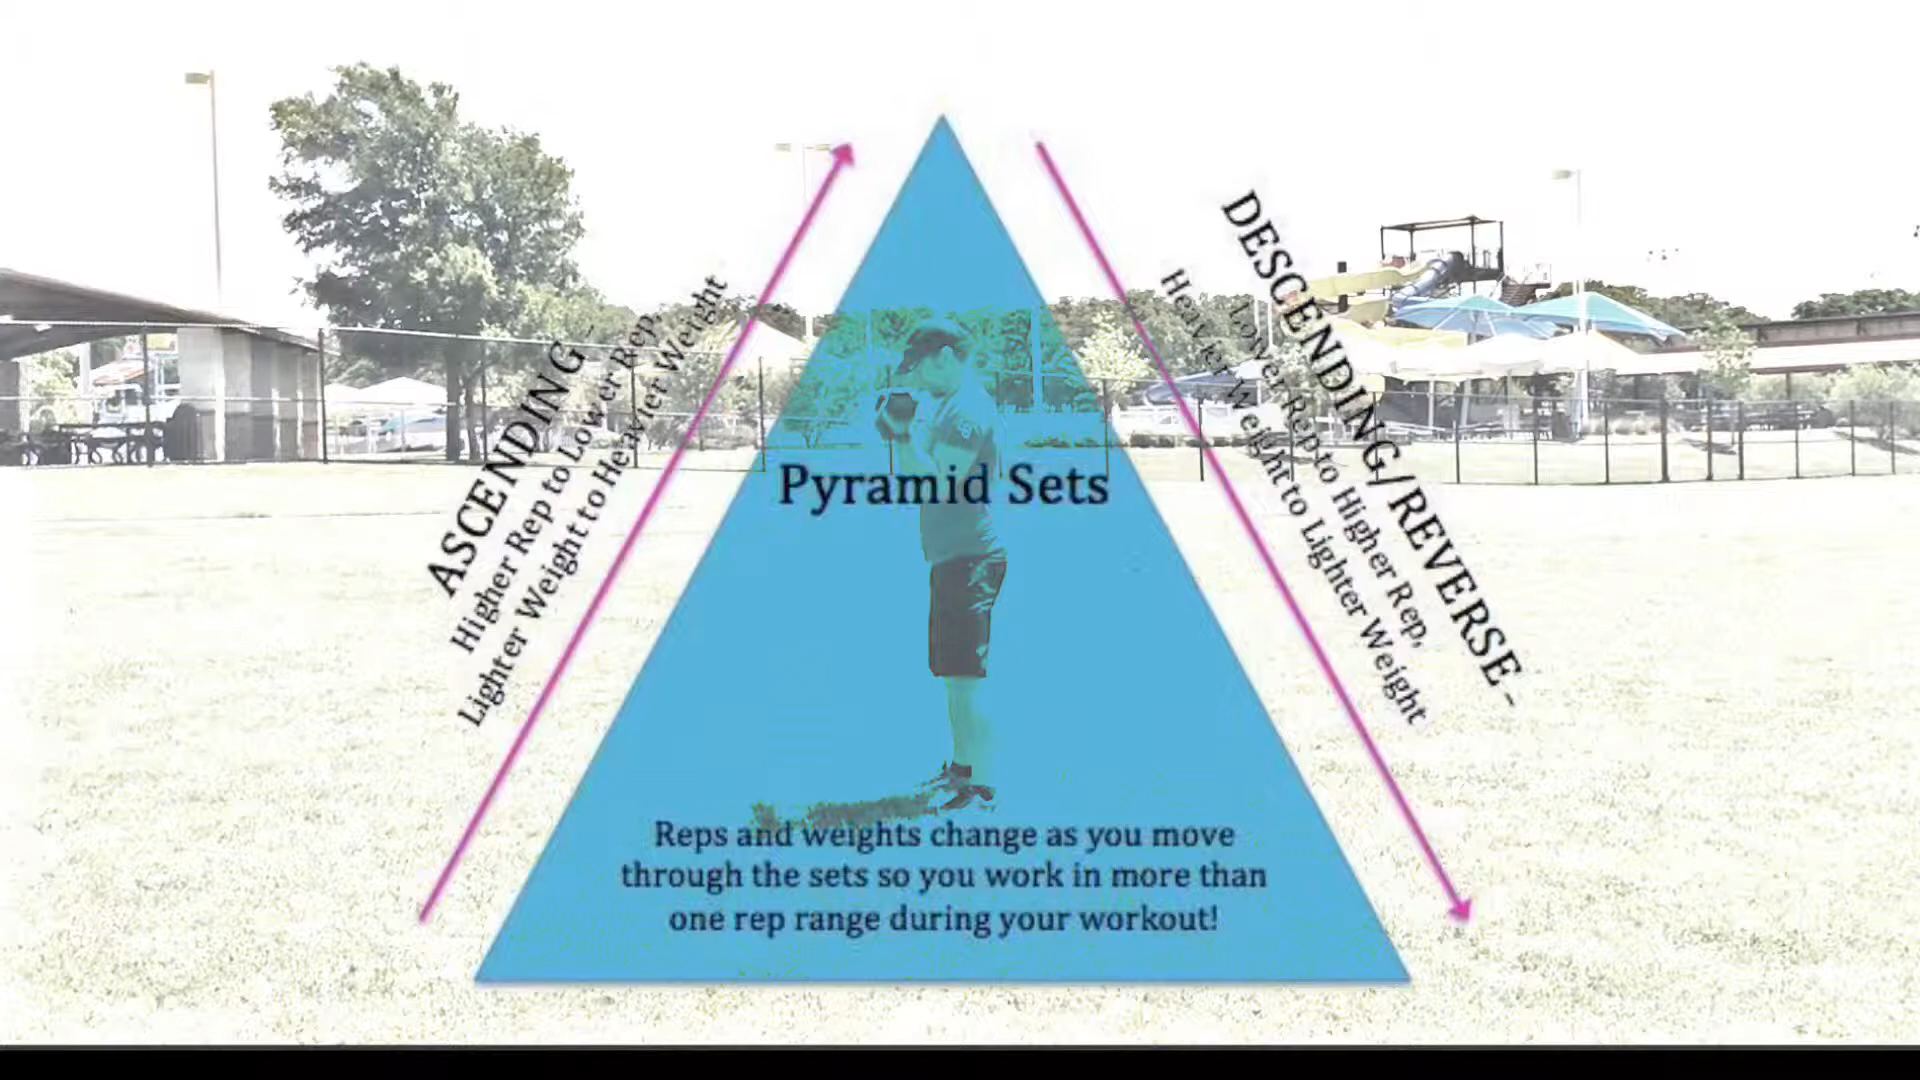 ASCENDING -
Higher Rep to Lower Rep,
Lighter Weight to Heavier Weight
Pyramid Sets
Reps and weights change as you move
through the sets so you work in more than
one rep range during your workout!
DESCENDING/REVERSE -
Lower Rep to Higher Rep,
Heavier Weight to Lighter Weight